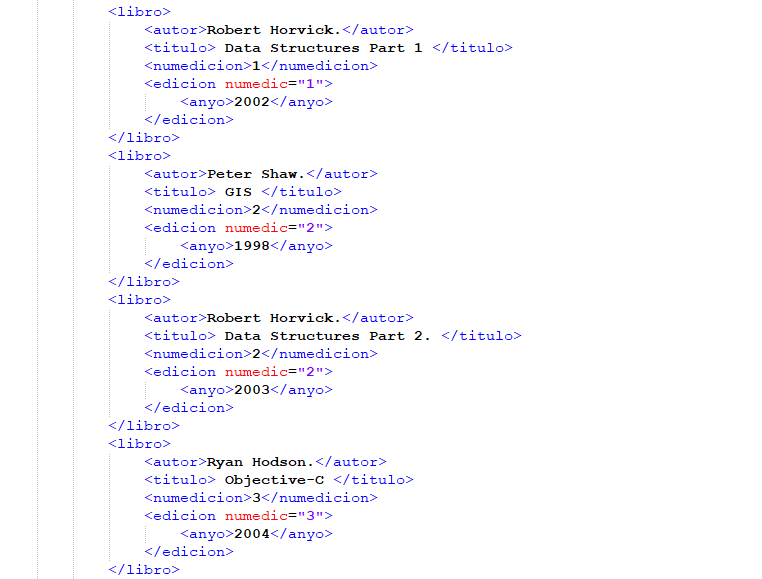 <libro>
<autor>Robert Horvick.</autor>
<titulo> Data Structures Part 1 </titulo>
<numedicion>1</numedicion>
<edicion numedic="1">
<anyo>2002</anyo>
</edicion>
</libro>
<libro>
<autor>Peter Shaw.</autor>
<titulo> GIS </titulo>
<numedicion>2</numedicion>
<edicion numedic="2">
<anyo>1998</anyo>
</edicion>
</libro>
<libro>
<autor>Robert Horvick.</autor>
<titulo> Data Structures Part 2. </titulo>
<numedicion>2</numedicion>
<edicion numedic="2">
<anyo>2003</anyo>
</edicion>
</libro>
<libro>
<autor>Ryan Hodson.</autor>
<titulo> Objective-C </titulo>
<numedicion>3</numedicion>
<edicion numedic="3">
<anyo>2004</anyo>
</edicion>
</libro>